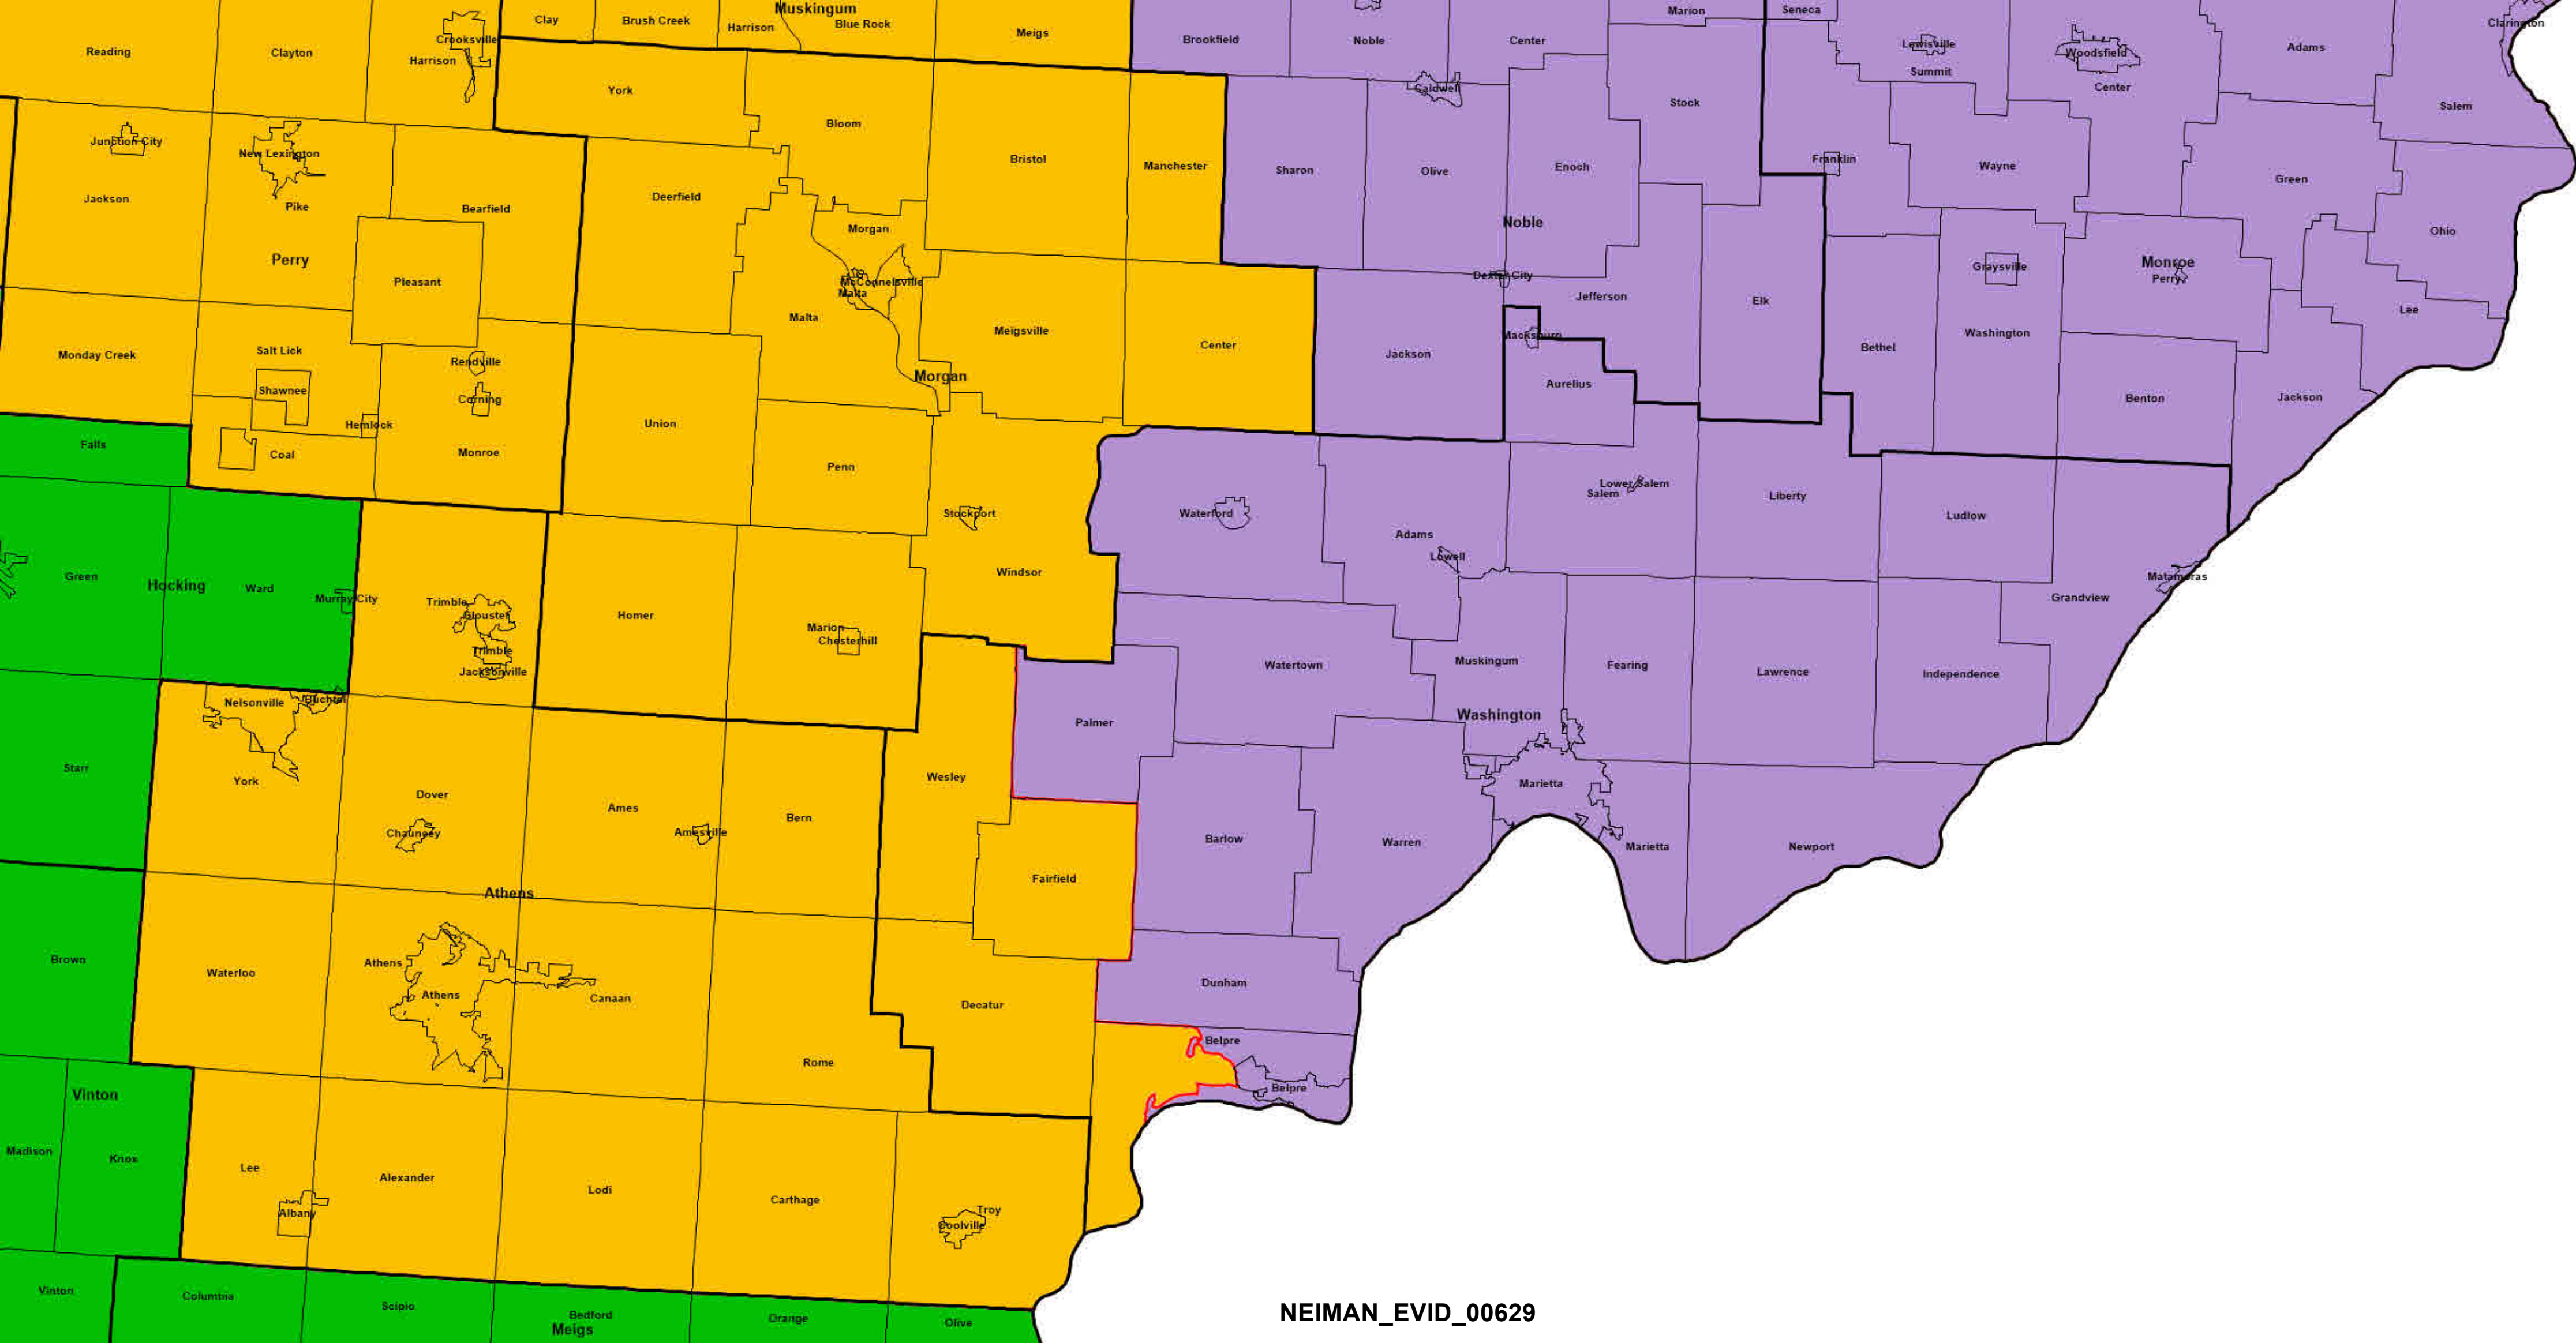 Muskingum
Clay
Brush Creek
Harrison
Blue Rock
Meigs
Marion
Seneca
Clarington
Reading
Clayton
Crooksville
Harrison
Brookfield
Noble
Center
Lewisville
Summit
Woodsfield
Center
Adams
York
Bloom
Caldwell
Stock
Salem
Junction City
New Lexington
Jackson
Pike
Bearfield
Deerfield
Bristol
Manchester
Sharon
Olive
Enoch
Franklin
Wayne
Green
Perry
Pleasant
Morgan
McConnelsville
Malta
Malta
Noble
Dexter City
Jefferson
Elk
Graysville
Washington
Monroe
Perry
Ohio
Lee
Monday Creek
Salt Lick
Shawnee
Rendville
Corning
Hemlock
Meigsville
Morgan
Center
Jackson
Macksburg
Aurelius
Bethel
Benton
Jackson
Falls
Coal
Monroe
Union
Penn
Stockport
Waterford
Adams
Lowell
Lower Salem
Salem
Liberty
Ludlow
Green
Hocking
Ward
Murray City
Trimble
Glouster
Trimble
Jacksonville
Homer
Marion
Chesterhill
Windsor
Matamoras
Grandview
Watertown
Muskingum
Fearing
Lawrence
Independence
Nelsonville
Buchtel
York
Starr
Dover
Chauncey
Ames
Amesville
Bern
Wesley
Palmer
Washington
Marietta
Fairfield
Barlow
Warren
Marietta
Newport
Athens
Brown
Waterloo
Athens
Athens
Canaan
Rome
Decatur
Dunham
Belpre
Belpre
Vinton
Madison
Knox
Lee
Albany
Alexander
Lodi
Carthage
Troy
Coolville
Vinton
Columbia
Scipio
Bedford
Meigs
Orange
Olive
NEIMAN_EVID_00629